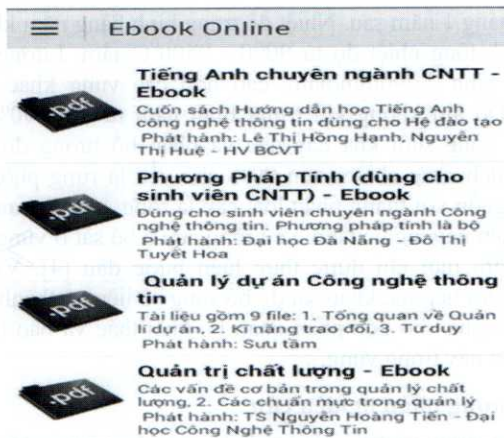 Ebook Online
Tiếng Anh chuyên ngành CNTT -
Ebook
Cuốn sách Hướng dẫn học Tiếng Anh
công nghệ thông tin dùng cho Hệ đào tạo
Phát hành: Lê Thị Hồng Hạnh, Nguyễn
Thị Huệ - HV BCVT
.pdf
Phương Pháp Tính (dùng cho
sinh viên CNTT) - Ebook
Dùng cho sinh viên chuyên ngành Công
nghệ thông tin. Phương pháp tính là bộ
Phát hành: Đại học Đà Nẵng - Đỗ Thị
Tuyết Hoa
.pdf
Quản lý dự án Công nghệ thông
tin
Tài liệu gồm 9 file: 1. Tổng quan về Quản
lí dự án, 2. Kĩ năng trao đổi, 3. Tư duy
Phát hành: Sưu tầm
.pdf
Quản trị chất lượng - Ebook
Các vấn đề cơ bản trong quản lý chất
lượng, 2. Các chuẩn mực trong quản lý
Phát hành: TS Nguyễn Hoàng Tiến - Đại
học Công Nghệ Thông Tin
.pdf